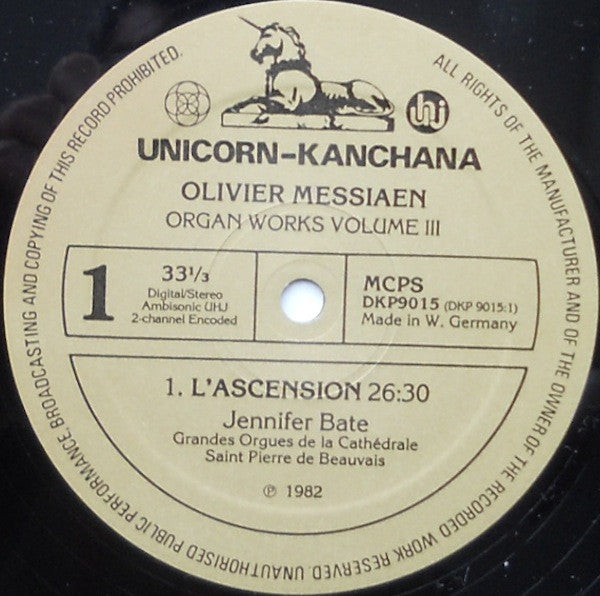 ALL RIGHTS OF THE MANUFACTURER AND OF THE OWNER OF THE RECORDED WORK RESERVED. UNAUTHORISED PUBLIC PERFORMANCE, BROADCASTING AND COPYING OF THIS RECORD PROHIBITED.
uhj
UNICORN-KANCHANA
OLIVIER MESSIAEN
ORGAN WORKS VOLUME III
1
33⅓
Digital/Stereo
Ambisonic UHJ
2-channel Encoded
MCPS
DKP9015 (DKP 9015:1)
Made in W. Germany
1. L'ASCENSION 26:30
Jennifer Bate
Grandes Orgues de la Cathédrale
Saint Pierre de Beauvais
℗ 1982